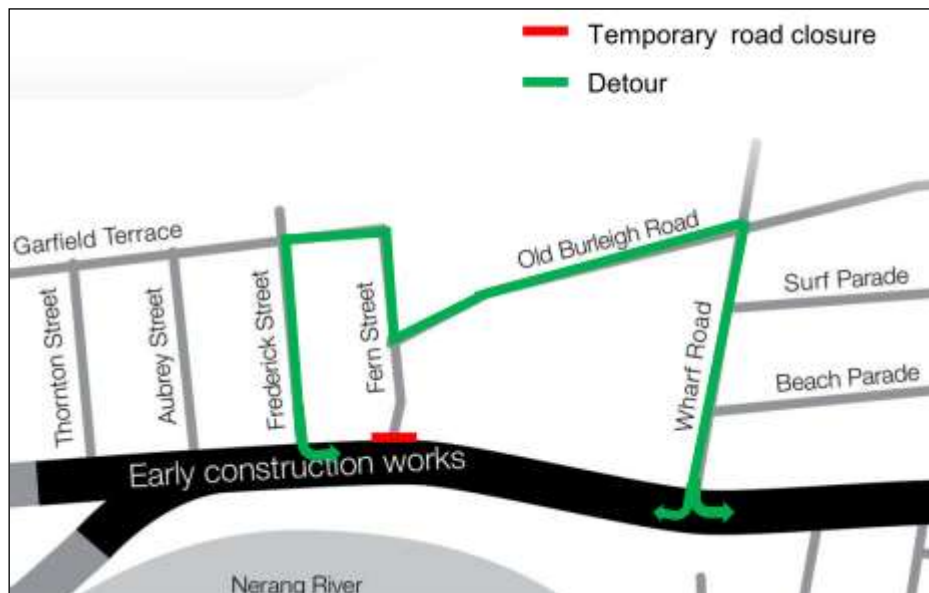 Temporary road closure
Detour
Garfield Terrace
Thornton Street
Aubrey Street
Frederick Street
Fern Street
Old Burleigh Road
Wharf Road
Surf Parade
Beach Parade
Early construction works
Nerang River